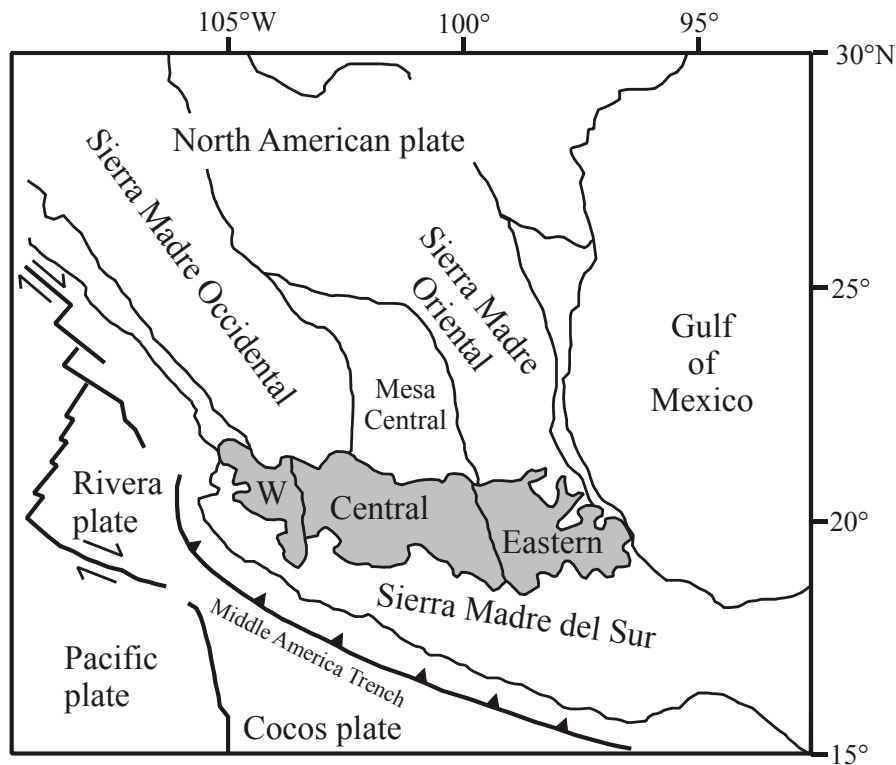 105°W
100°
95°
30°N
North American plate
Sierra Madre Occidental
Sierra Madre
Oriental
25°
Gulf
of
Mexico
Mesa
Central
Rivera
plate
W
Central
Eastern
20°
Sierra Madre del Sur
Middle America Trench
Pacific
plate
Cocos plate
15°